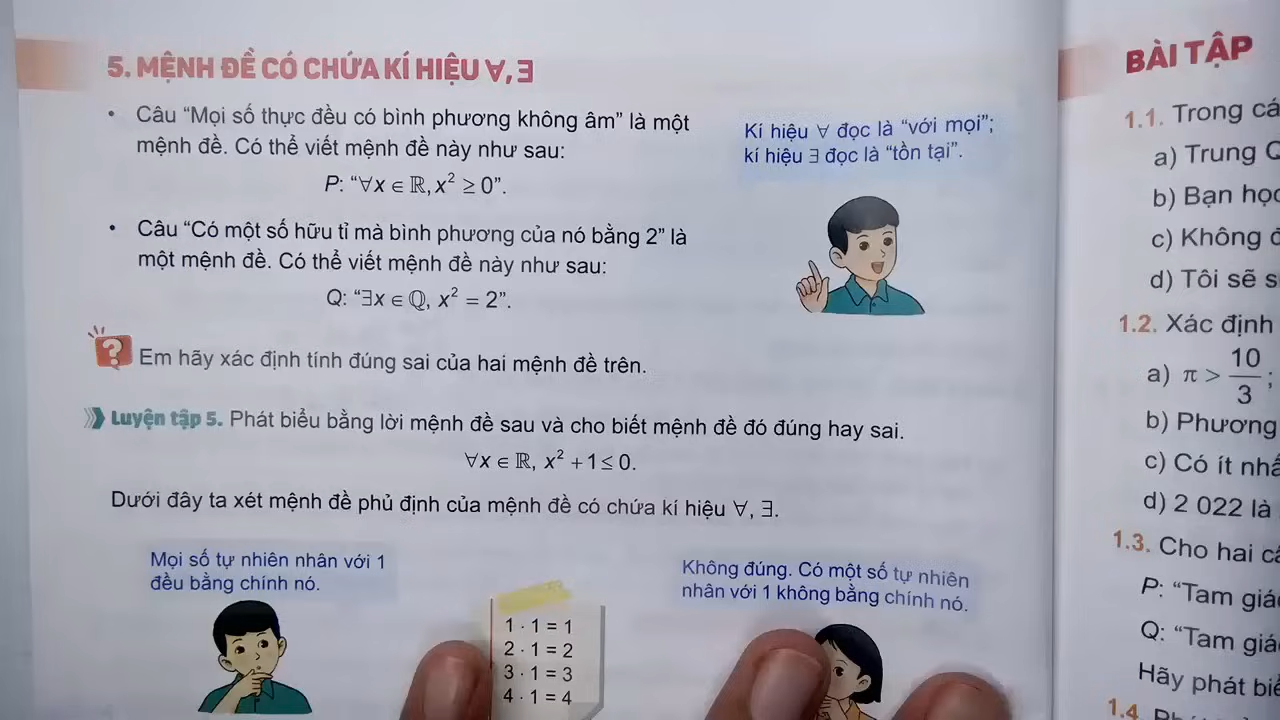 5. MỆNH ĐỀ CÓ CHỨA KÍ HIỆU ∀, ∃
• Câu “Mọi số thực đều có bình phương không âm” là một
mệnh đề. Có thể viết mệnh đề này như sau:
P: “∀x ∈ ℝ, x² ≥ 0”.
• Câu “Có một số hữu tỉ mà bình phương của nó bằng 2” là
một mệnh đề. Có thể viết mệnh đề này như sau:
Q: “∃x ∈ ℚ, x² = 2”.
Kí hiệu ∀ đọc là “với mọi”;
kí hiệu ∃ đọc là “tồn tại”.
? Em hãy xác định tính đúng sai của hai mệnh đề trên.
Luyện tập 5. Phát biểu bằng lời mệnh đề sau và cho biết mệnh đề đó đúng hay sai.
∀x ∈ ℝ, x² + 1 ≤ 0.
Dưới đây ta xét mệnh đề phủ định của mệnh đề có chứa kí hiệu ∀, ∃.
Mọi số tự nhiên nhân với 1
đều bằng chính nó.
1 · 1 = 1
2 · 1 = 2
3 · 1 = 3
4 · 1 = 4
Không đúng. Có một số tự nhiên
nhân với 1 không bằng chính nó.
BÀI TẬP
1.1. Trong
a) Trung
b) Bạn
c) Không
d) Tôi sẽ
1.2. Xác định
a) π > 10/3;
b) Phương
c) Có ít
d) 2 022 là
1.3. Cho hai
P: “Tam
Q: “Tam
Hãy phát
1.4.